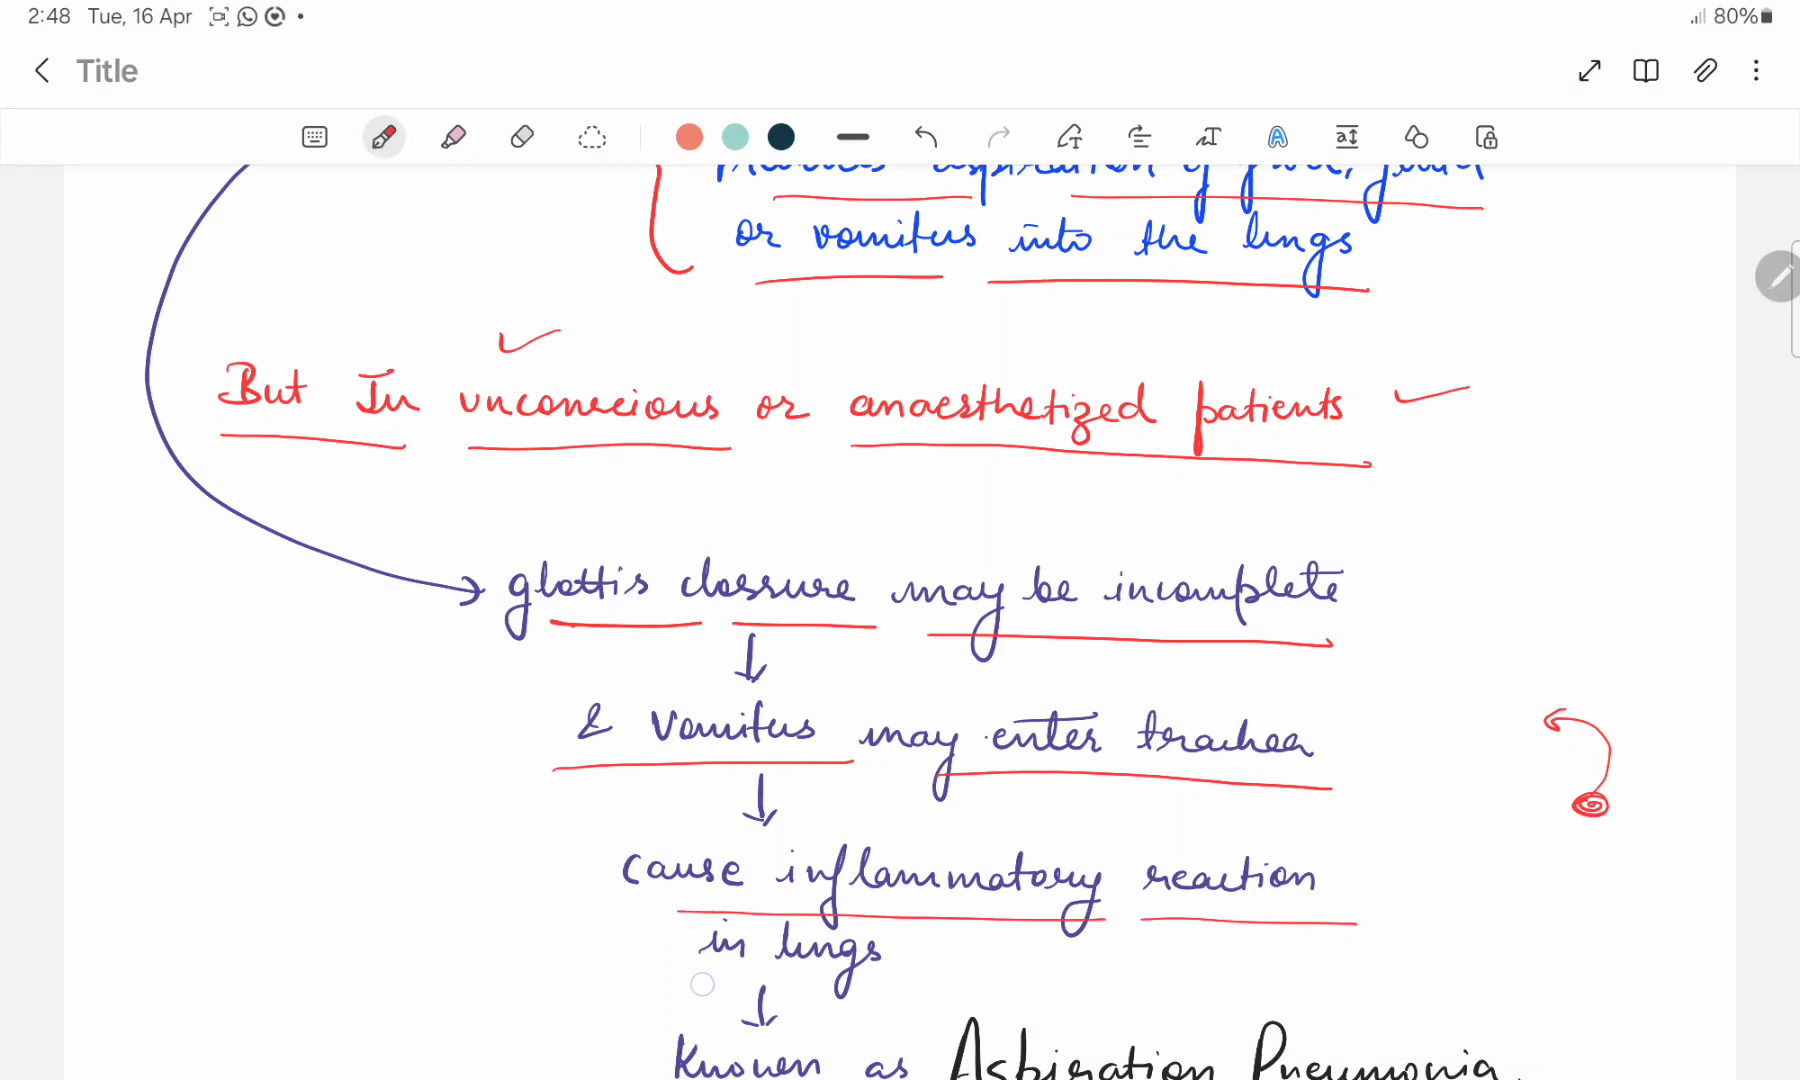 2:48 Tue, 16 Apr
80%
Title
or vomitus into the lungs
But In unconscious or anaesthetized patients
glottis clossure may be incomplete
& Vomitus may enter trachea
cause inflammatory reaction
in lungs
Known as Aspiration Pneumonia.